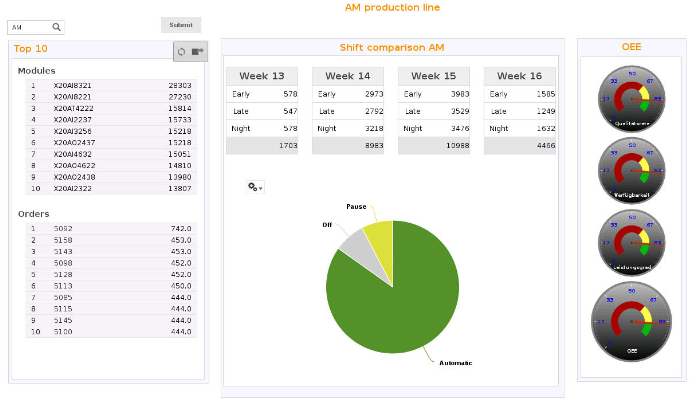 AM production line
AM
Submit
Top 10
Modules
1 X20AI8321 28303
2 X20AI8221 27230
3 X20AT4222 15814
4 X20AI2237 15733
5 X20AI3256 15218
6 X20AO2437 15218
7 X20AI4632 15051
8 X20AO4622 14810
9 X20AO2438 13980
10 X20AI2322 13807
Orders
1 5092 742.0
2 5158 453.0
3 5143 453.0
4 5098 452.0
5 5128 452.0
6 5113 450.0
7 5085 444.0
8 5115 444.0
9 5145 444.0
10 5100 444.0
Shift comparison AM
Week 13 Week 14 Week 15 Week 16
Early 578 Early 2973 Early 3983 Early 1585
Late 547 Late 2792 Late 3529 Late 1249
Night 578 Night 3218 Night 3476 Night 1632
1703 8983 10988 4466
Pause
Off
Automatic
OEE
50
33 67
17 83
Qualitätsrate
50
33 67
17 83
Verfügbarkeit
50
33 67
17 83
Leistungsgrad
50
33 67
17
OEE